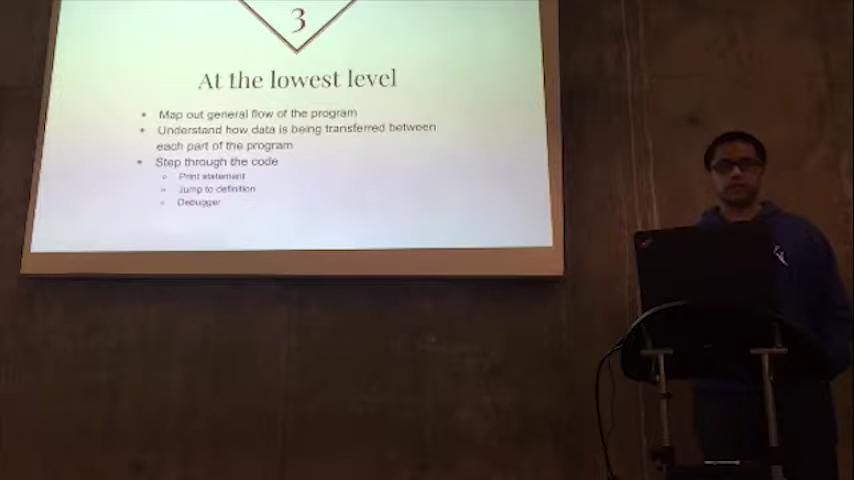 3
At the lowest level
Map out general flow of the program
Understand how data is being transferred between
each part of the program
Step through the code
Print statement
Jump to definition
Debugger